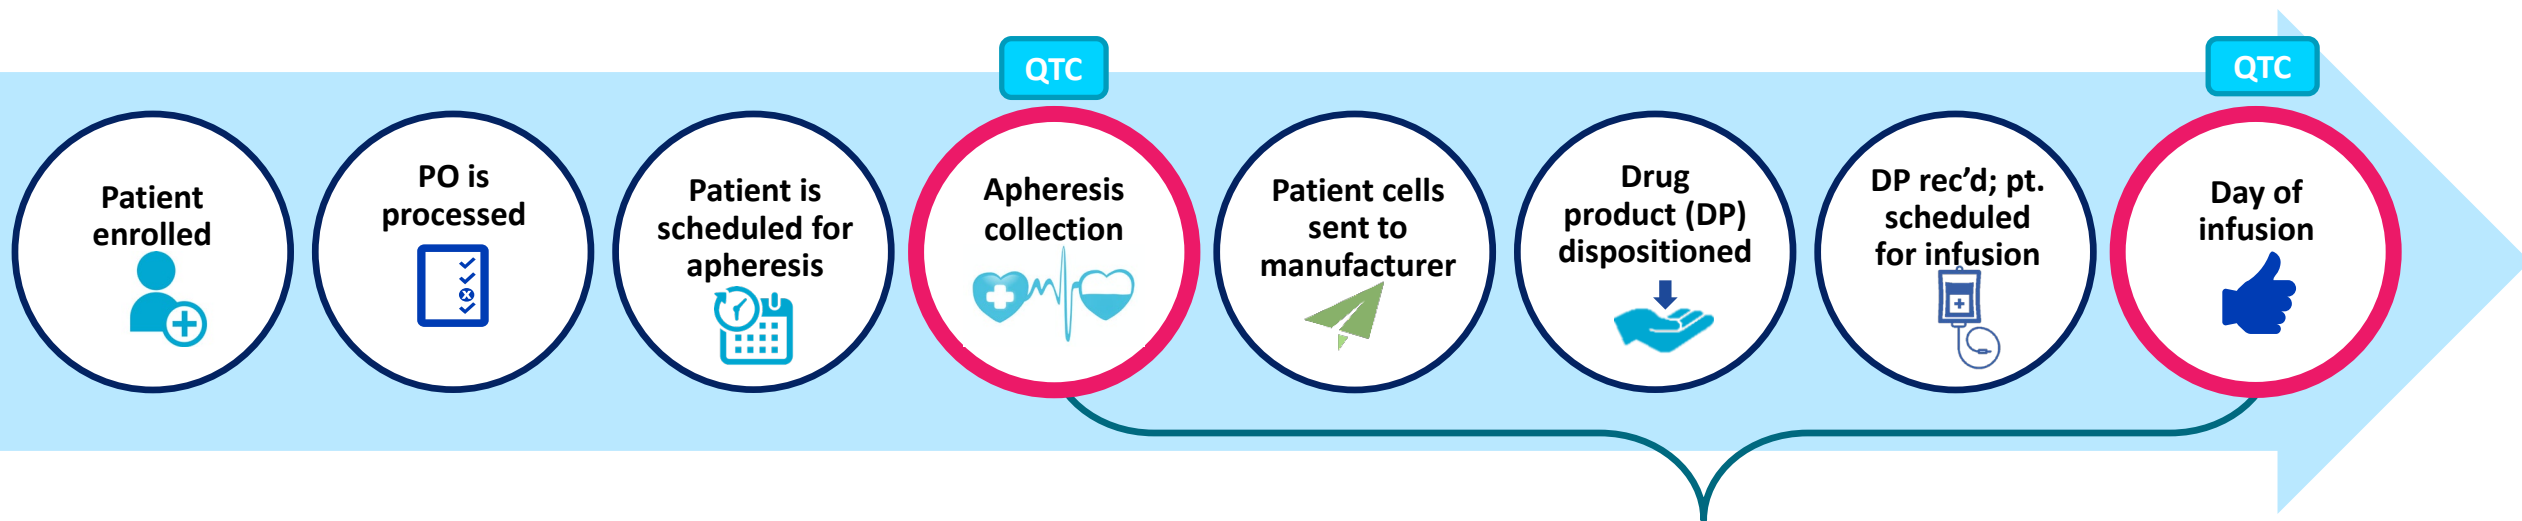 QTC
QTC
Patient
enrolled
PO is
processed
Patient is
scheduled for
apheresis
Apheresis
collection
Patient cells
sent to
manufacturer
Drug
product (DP)
dispositioned
DP rec’d; pt.
scheduled
for infusion
Day of
infusion